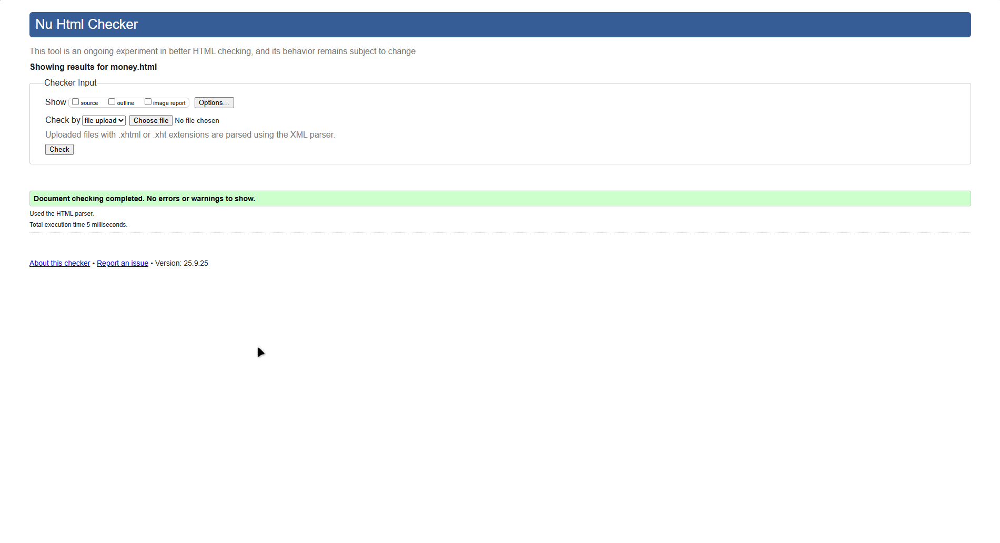 Nu Html Checker
This tool is an ongoing experiment in better HTML checking, and its behavior remains subject to change
Showing results for money.html
Checker Input
Show source outline image report Options...
Check by file upload Choose file No file chosen
Uploaded files with .xhtml or .xht extensions are parsed using the XML parser.
Check
Document checking completed. No errors or warnings to show.
Used the HTML parser.
Total execution time 5 milliseconds.
About this checker • Report an issue • Version: 25.9.25